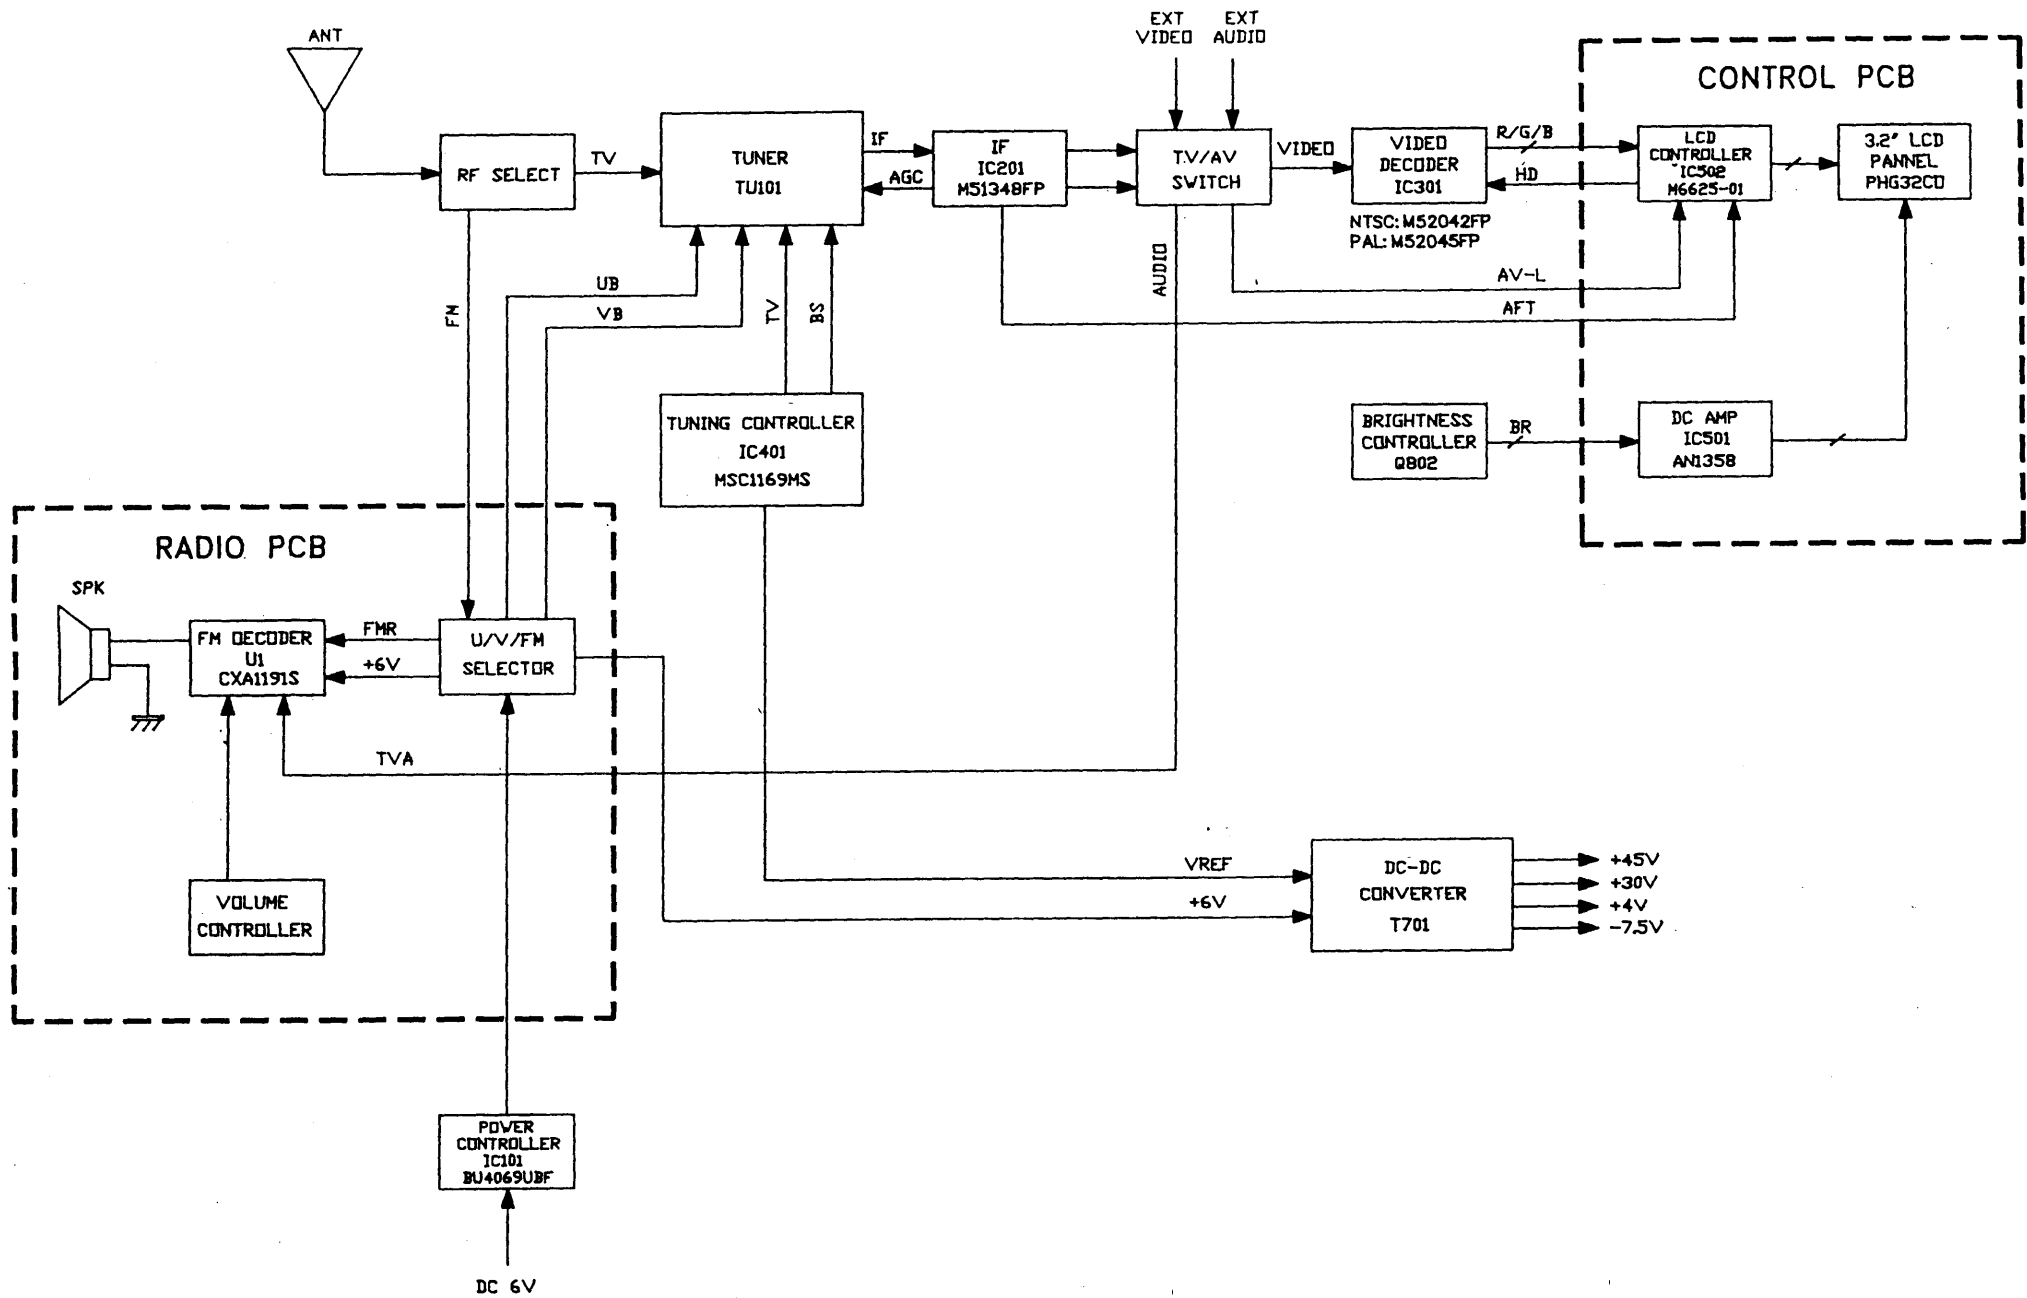 ANT
EXT
VIDEO
EXT
AUDIO
CONTROL PCB
RF SELECT
TV
TUNER
TU101
IF
AGC
IF
IC201
M51348FP
TV/AV
SWITCH
VIDEO
VIDEO
DECODER
IC301
NTSC: M52042FP
PAL: M52045FP
R/G/B
HD
LCD
CONTROLLER
IC502
M6625-01
3.2" LCD
PANNEL
PHG32CD
FM
UB
VB
TV
BS
AUDIO
AV-L
AFT
TUNING CONTROLLER
IC401
MSC1169MS
BRIGHTNESS
CONTROLLER
Q802
BR
DC AMP
IC501
AN1358
RADIO PCB
SPK
FM DECODER
U1
CXA1191S
FMR
+6V
U/V/FM
SELECTOR
TVA
VOLUME
CONTROLLER
VREF
+6V
DC-DC
CONVERTER
T701
+45V
+30V
+4V
-7.5V
POWER
CONTROLLER
IC101
BU4069UBF
DC 6V